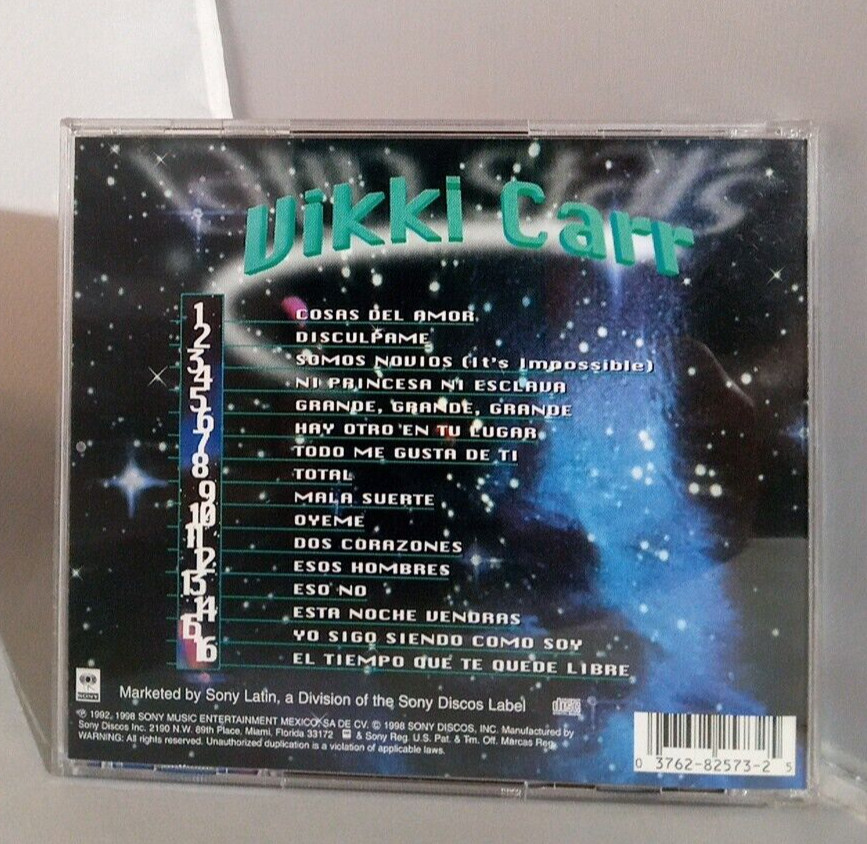 Vikki Carr
1 COSAS DEL AMOR
2 DISCULPAME
3 SOMOS NOVIOS (it's Impossible)
4 NI PRINCESA NI ESCLAVA
5 GRANDE, GRANDE, GRANDE
6 HAY OTRO EN TU LUGAR
7 TODO ME GUSTA DE TI
8 TOTAL
9 MALA SUERTE
10 OYEME
11 DOS CORAZONES
12 ESOS HOMBRES
13 ESO NO
14 ESTA NOCHE VENDRAS
15 YO SIGO SIENDO COMO SOY
16 EL TIEMPO QUE TE QUEDE LIBRE
SONY
Marketed by Sony Latin, a Division of the Sony Discos Label
℗ 1992, 1998 SONY MUSIC ENTERTAINMENT MEXICO, SA DE CV. © 1998 SONY DISCOS, INC. Manufactured by
Sony Discos Inc. 2190 N.W. 89th Place, Miami, Florida 33172 & Sony Reg. U.S. Pat. & Tm. Off. Marcas Reg.
WARNING: All rights reserved. Unauthorized duplication is a violation of applicable laws.
0 3762-82573-2 5